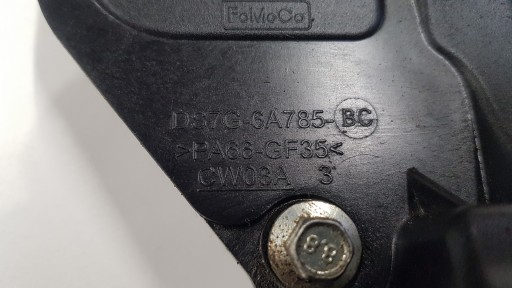 FoMoCo
DS7G-6A785-BC
>PA66-GF35<
CW03A 3
8.8